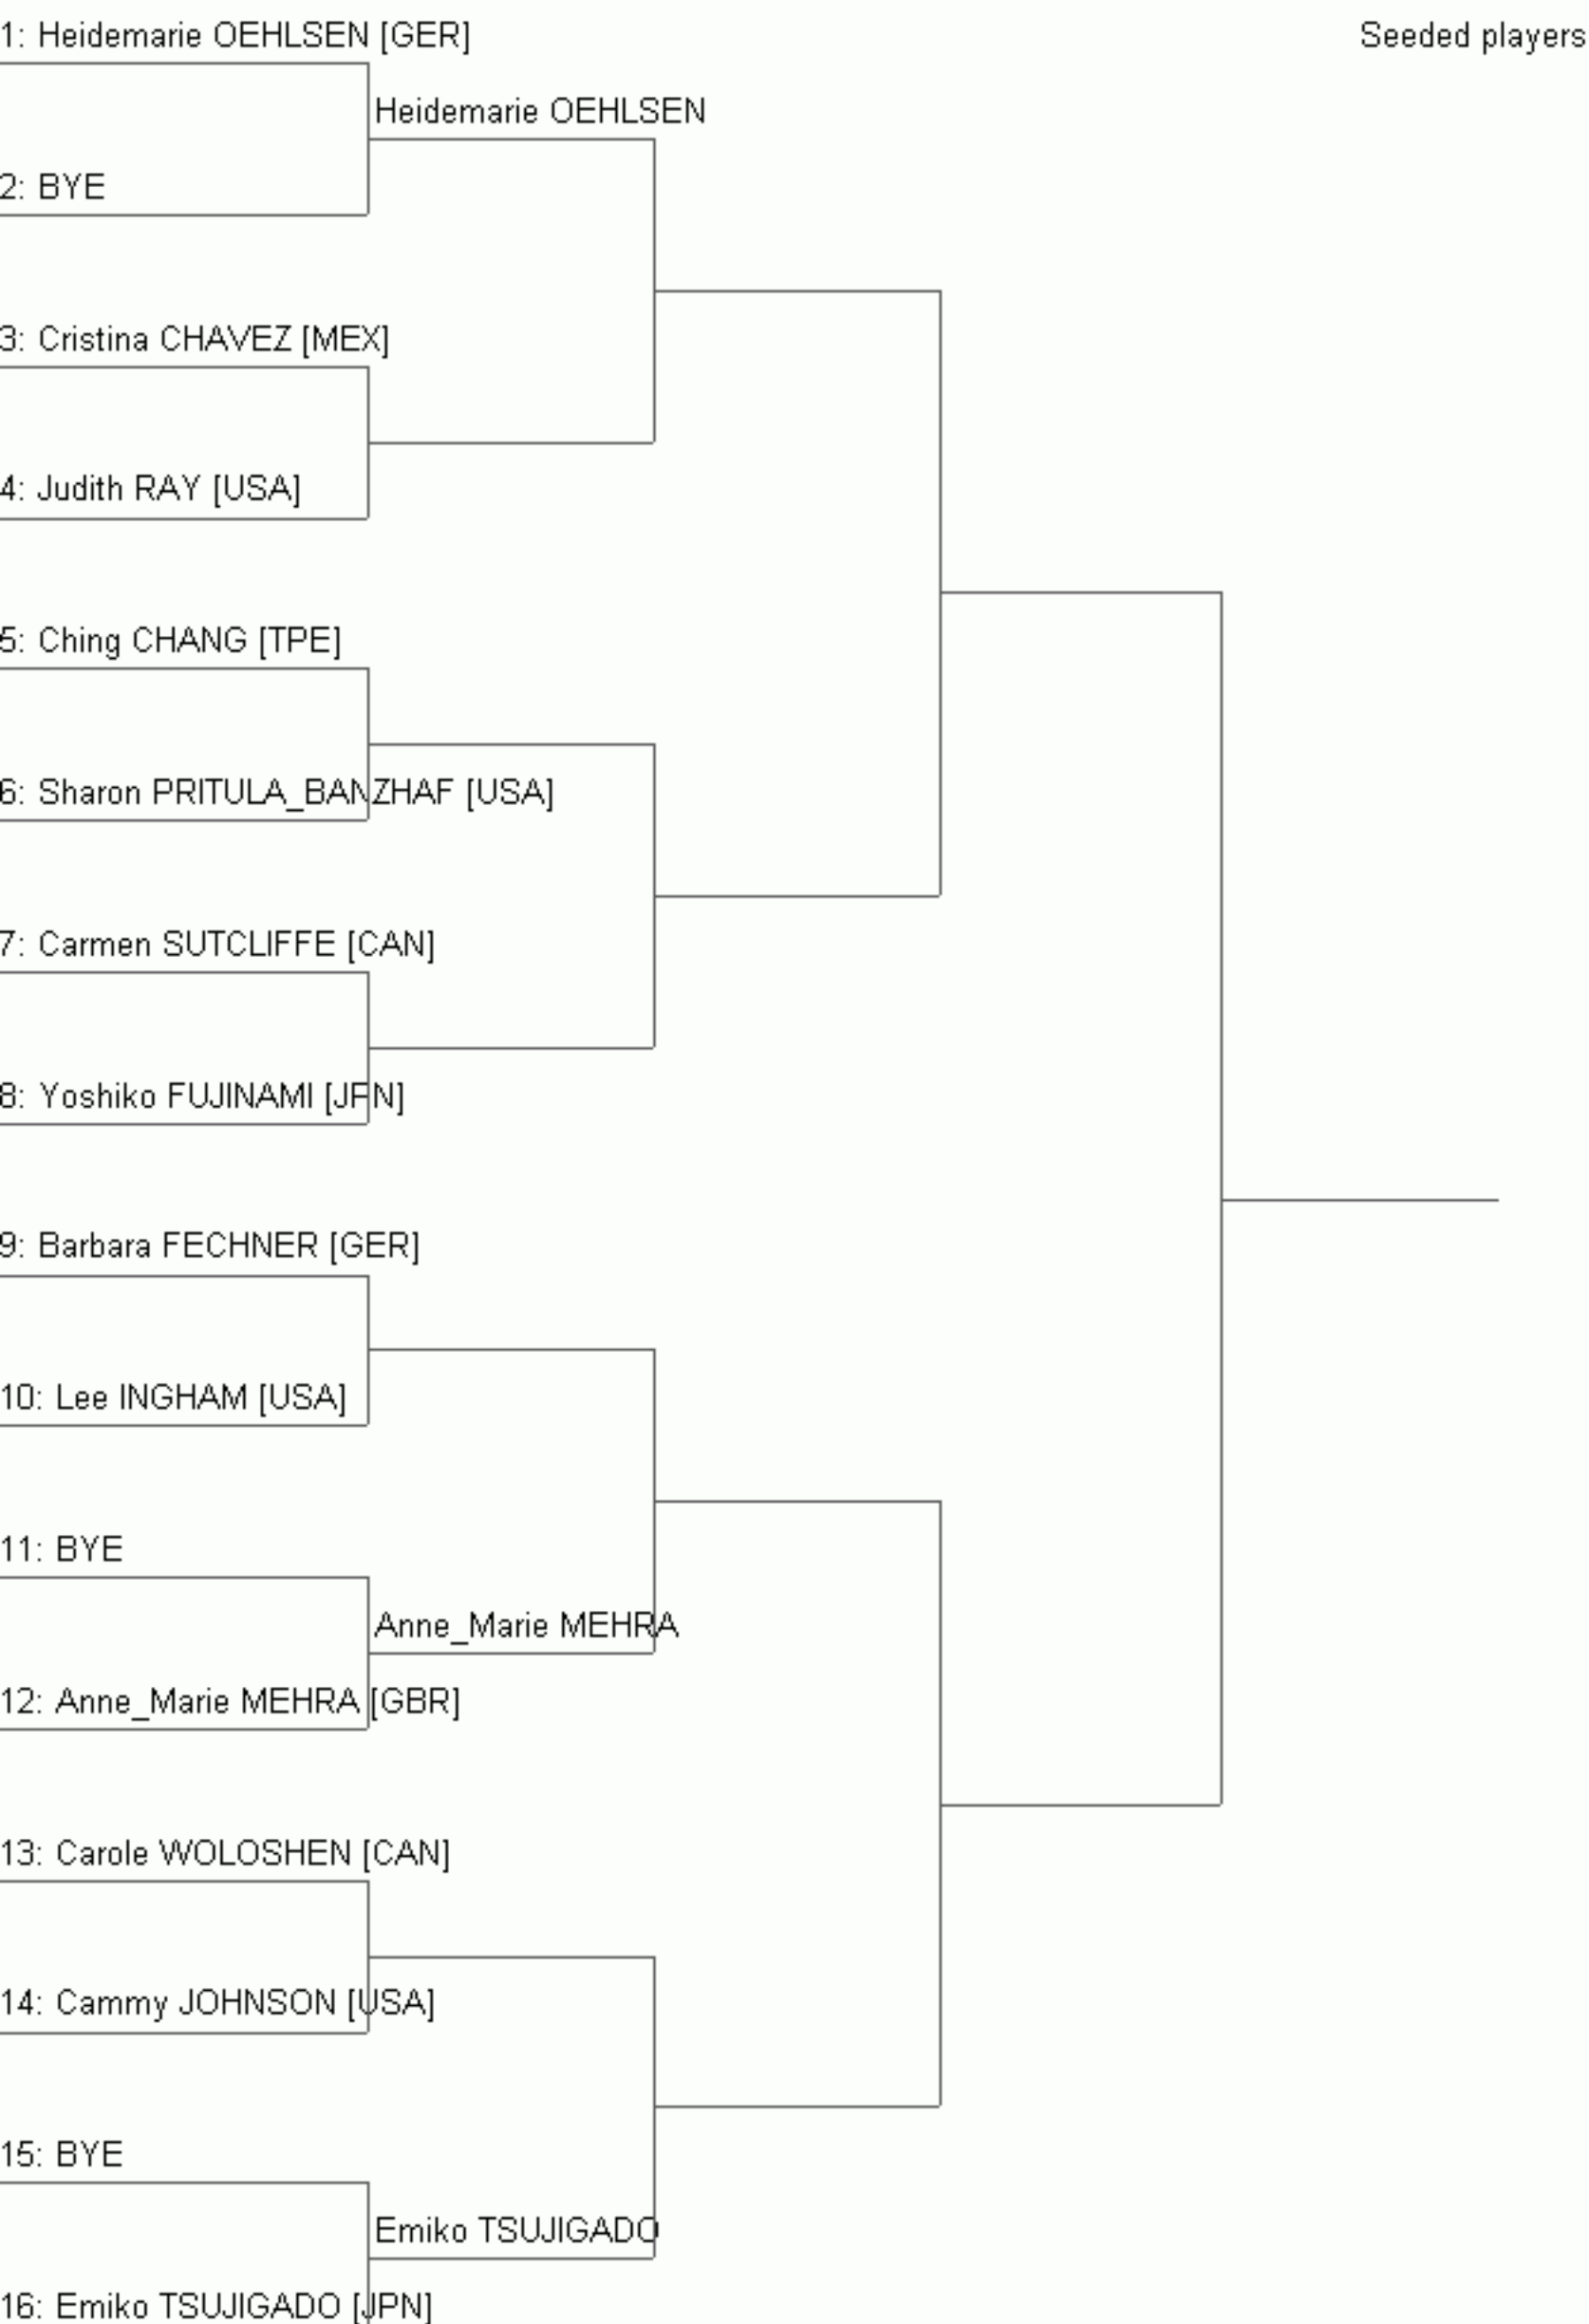 1: Heidemarie OEHLSEN [GER]
Seeded players
Heidemarie OEHLSEN
2: BYE
3: Cristina CHAVEZ [MEX]
4: Judith RAY [USA]
5: Ching CHANG [TPE]
6: Sharon PRITULA_BANZHAF [USA]
7: Carmen SUTCLIFFE [CAN]
8: Yoshiko FUJINAMI [JPN]
9: Barbara FECHNER [GER]
10: Lee INGHAM [USA]
11: BYE
Anne_Marie MEHRA
12: Anne_Marie MEHRA [GBR]
13: Carole WOLOSHEN [CAN]
14: Cammy JOHNSON [USA]
15: BYE
Emiko TSUJIGADO
16: Emiko TSUJIGADO [JPN]